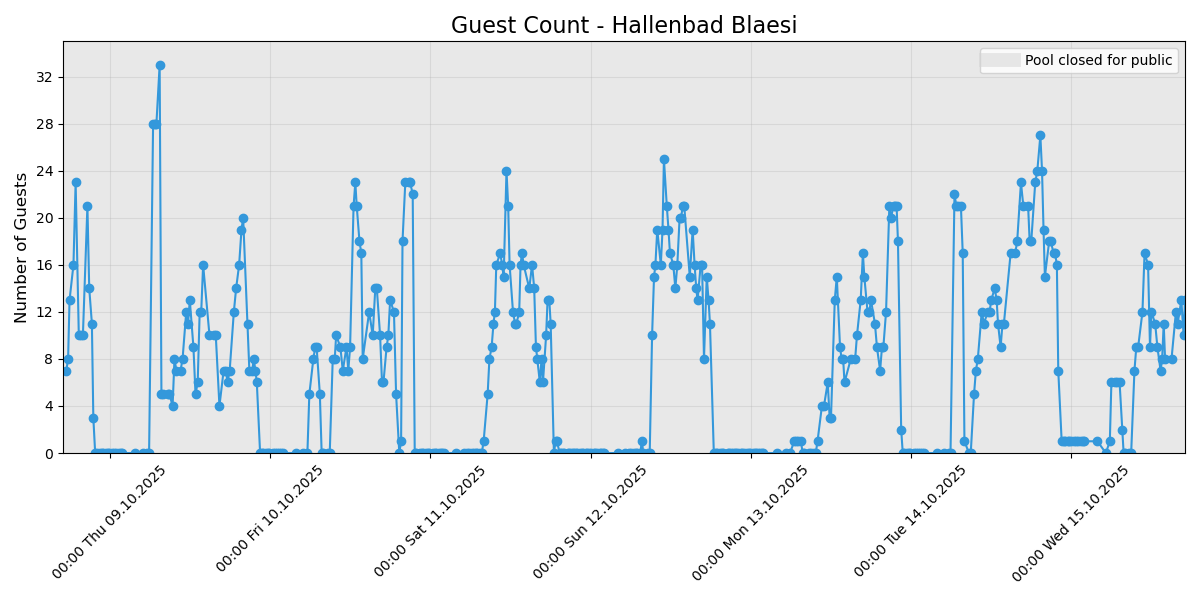 Guest Count - Hallenbad Blaesi
Pool closed for public
Number of Guests
32
28
24
20
16
12
8
4
0
00:00 Thu 09.10.2025
00:00 Fri 10.10.2025
00:00 Sat 11.10.2025
00:00 Sun 12.10.2025
00:00 Mon 13.10.2025
00:00 Tue 14.10.2025
00:00 Wed 15.10.2025